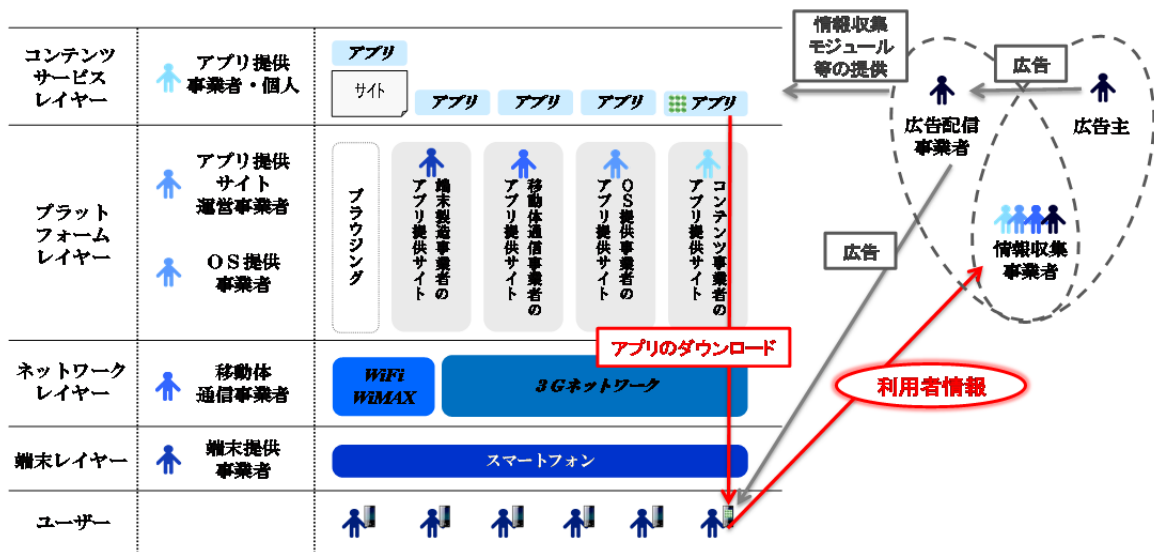 コンテンツ
サービス
レイヤー
アプリ提供
事業者・個人
アプリ
サイト
アプリ
アプリ
アプリ
アプリ
情報収集
モジュール
等の提供
広告
広告配信
事業者
広告主
プラット
フォーム
レイヤー
アプリ提供
サイト
運営事業者
OS提供
事業者
ブラウジング
端末製造事業者の
アプリ提供サイト
移動体通信事業者の
アプリ提供サイト
OS提供事業者の
アプリ提供サイト
コンテンツ事業者の
アプリ提供サイト
広告
情報収集
事業者
アプリのダウンロード
ネットワーク
レイヤー
移動体
通信事業者
WiFi
WiMAX
3Gネットワーク
利用者情報
端末レイヤー
端末提供
事業者
スマートフォン
ユーザー